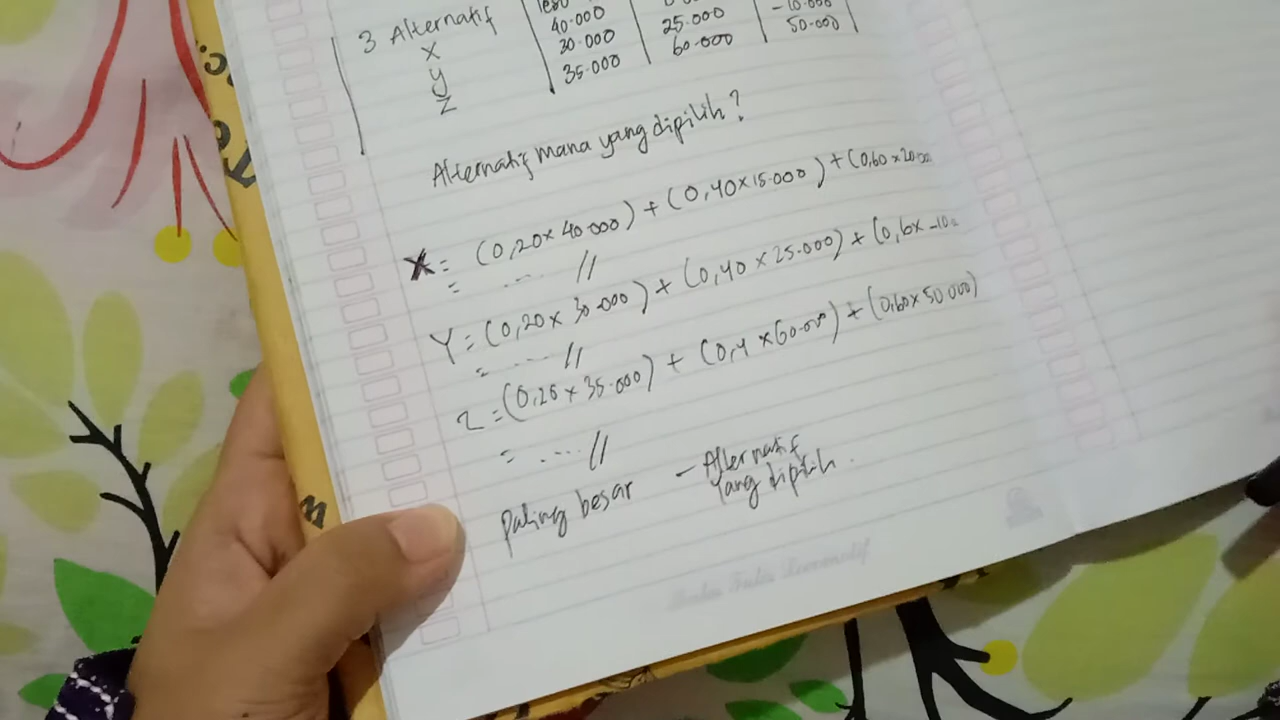 3 Alternatif
X 40.000
Y 30.000 25.000 -10.000
Z 35.000 60.000 50.000
Alternatif mana yang dipilih?
X = (0,20 x 40.000) + (0,40 x 15.000) + (0,60 x 20.000
= .... //
Y = (0,20 x 30.000) + (0,40 x 25.000) + (0,6 x -10.
= .... //
Z = (0,20 x 35.000) + (0,4 x 60.000) + (0,60 x 50.000)
= .... //
paling besar - Alternatif
yang dipilih.